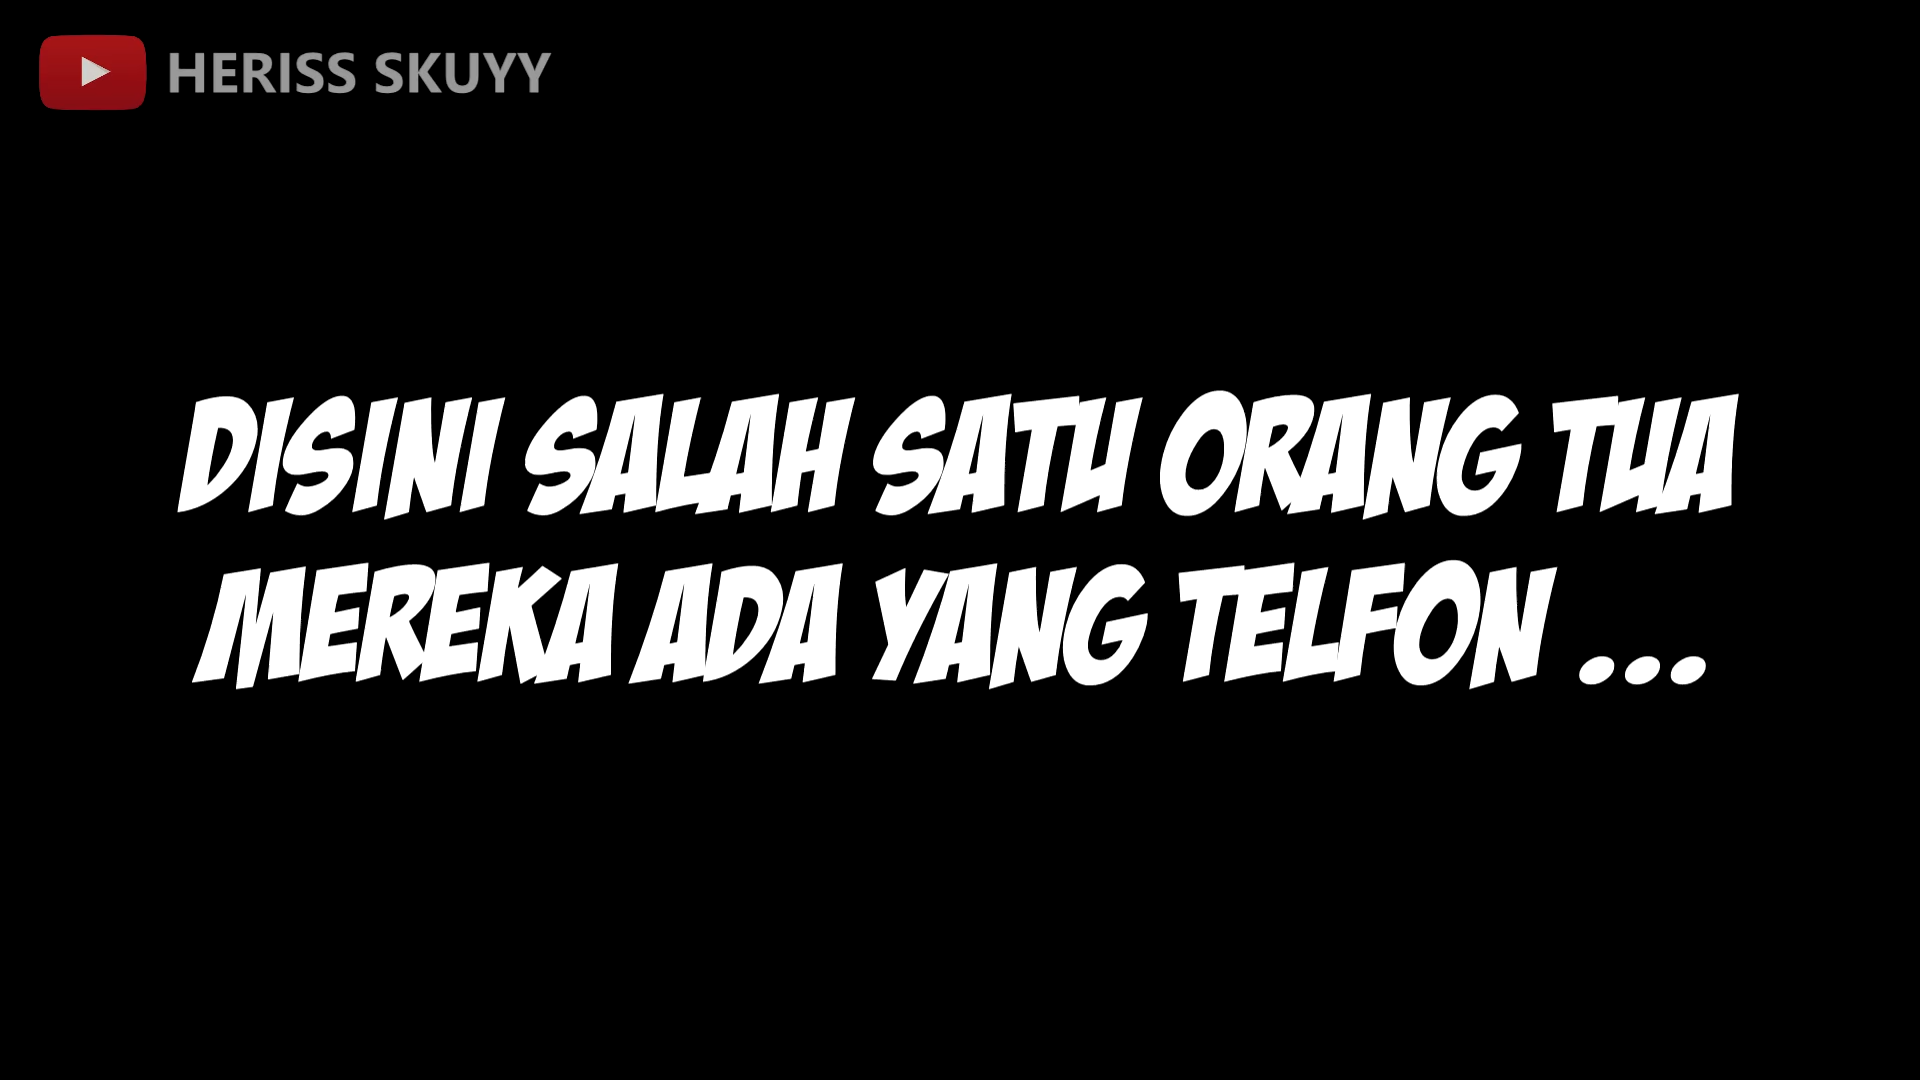 HERISS SKUYY
DISINI SALAH SATU ORANG TUA
MEREKA ADA YANG TELFON ...